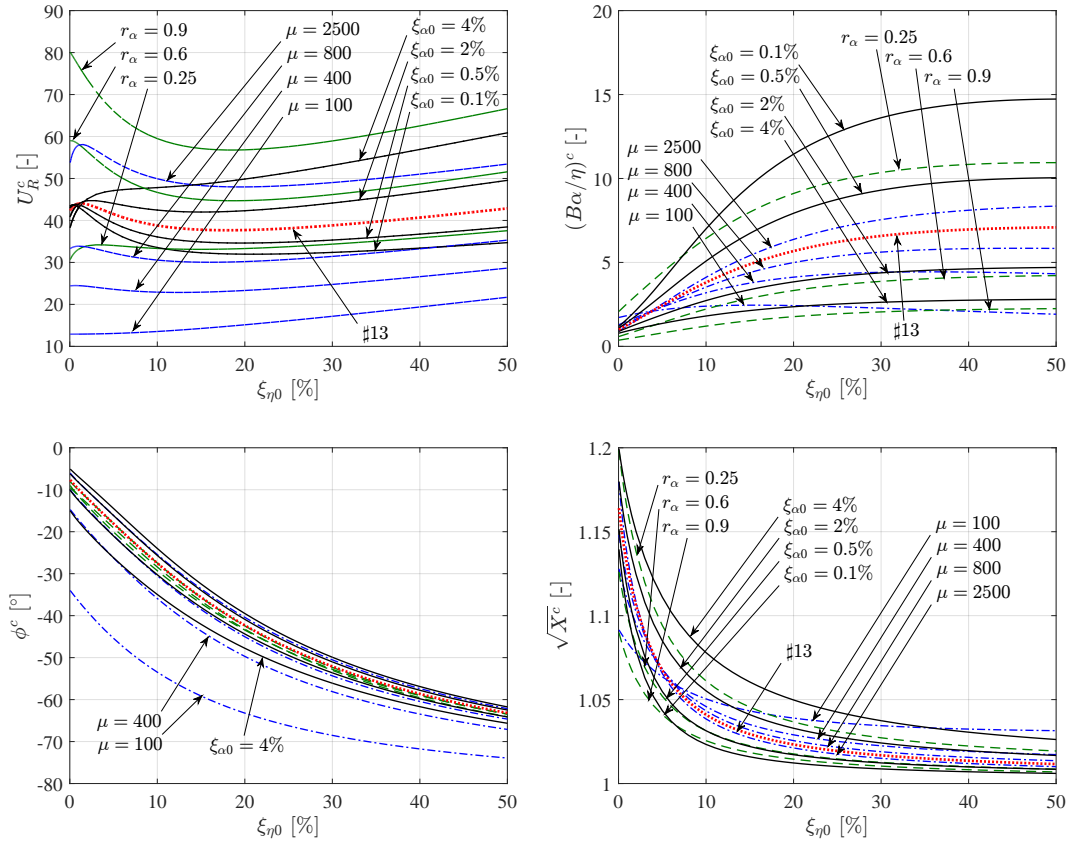 90
80
70
60
50
40
30
20
10
0
10
20
30
40
50
U_R^c [-]
ξ_η0 [%]
r_α = 0.9
r_α = 0.6
r_α = 0.25
μ = 2500
μ = 800
μ = 400
μ = 100
ξ_α0 = 4%
ξ_α0 = 2%
ξ_α0 = 0.5%
ξ_α0 = 0.1%
♯13
15
10
5
0
0
10
20
30
40
50
(Bα/η)^c [-]
ξ_η0 [%]
ξ_α0 = 0.1%
ξ_α0 = 0.5%
ξ_α0 = 2%
ξ_α0 = 4%
r_α = 0.25
r_α = 0.6
r_α = 0.9
μ = 2500
μ = 800
μ = 400
μ = 100
♯13
0
-10
-20
-30
-40
-50
-60
-70
-80
0
10
20
30
40
50
ϕ^c [°]
ξ_η0 [%]
μ = 400
μ = 100
ξ_α0 = 4%
1.2
1.15
1.1
1.05
1
0
10
20
30
40
50
√X^c [-]
ξ_η0 [%]
r_α = 0.25
r_α = 0.6
r_α = 0.9
ξ_α0 = 4%
ξ_α0 = 2%
ξ_α0 = 0.5%
ξ_α0 = 0.1%
μ = 100
μ = 400
μ = 800
μ = 2500
♯13